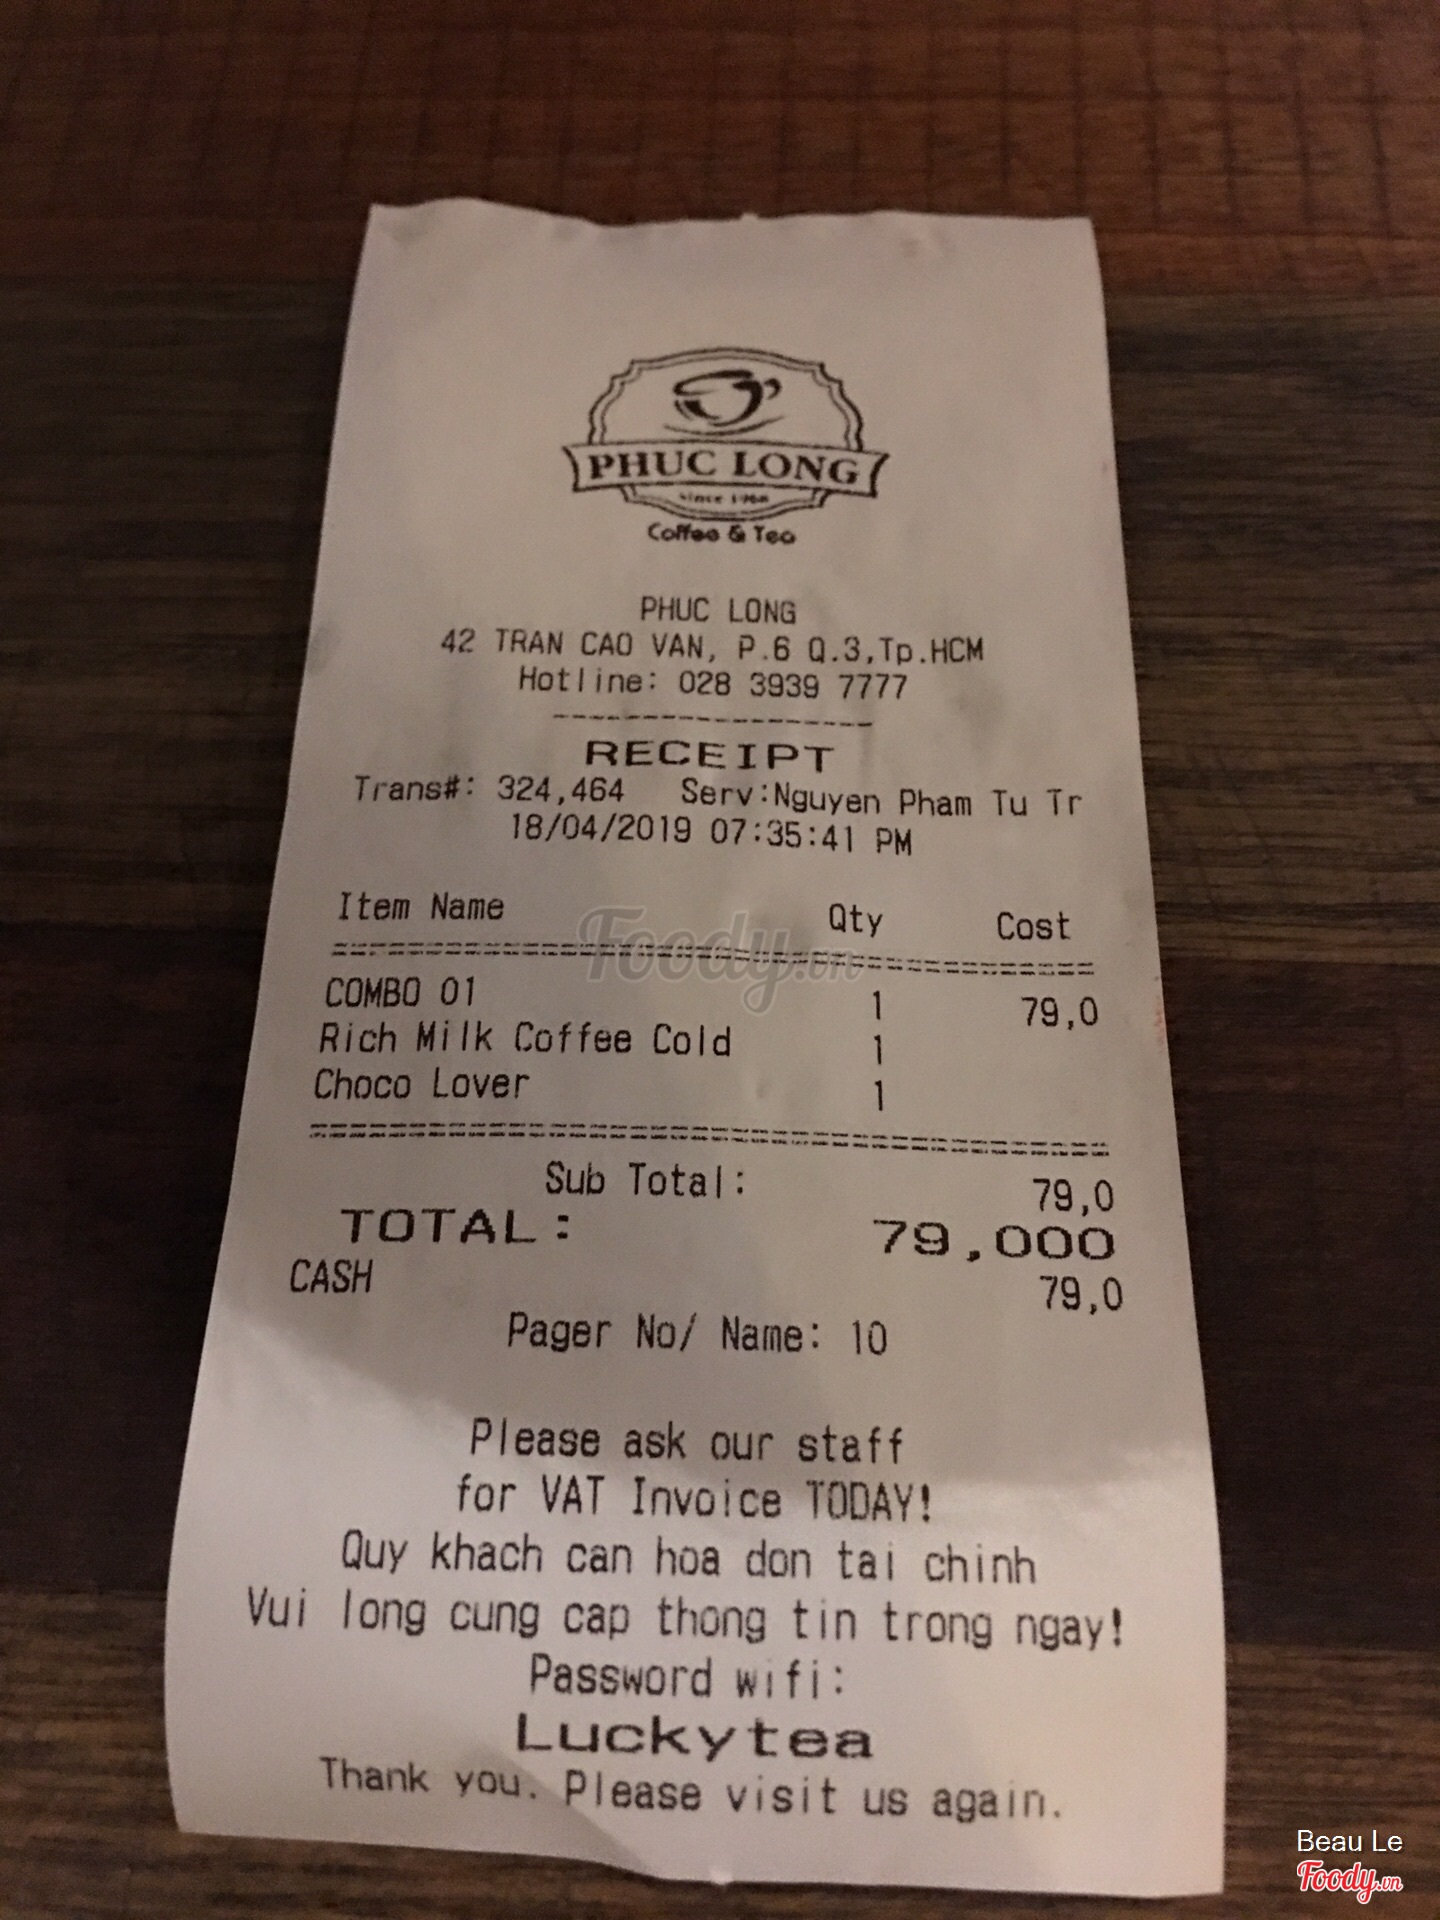 PHUC LONG
Since 1968
Coffee & Tea
PHUC LONG
42 TRAN CAO VAN, P.6 Q.3,Tp.HCM
Hotline: 028 3939 7777
RECEIPT
Trans#: 324,464 Serv:Nguyen Pham Tu Tr
18/04/2019 07:35:41 PM
Item Name Qty Cost
Foody.vn
COMBO 01 1 79,0
Rich Milk Coffee Cold 1
Choco Lover 1
Sub Total: 79,0
TOTAL: 79,000
CASH 79,0
Pager No/ Name: 10
Please ask our staff
for VAT Invoice TODAY!
Quy khach can hoa don tai chinh
Vui long cung cap thong tin trong ngay!
Password wifi:
Luckytea
Thank you. Please visit us again.
Beau Le
Foody.vn